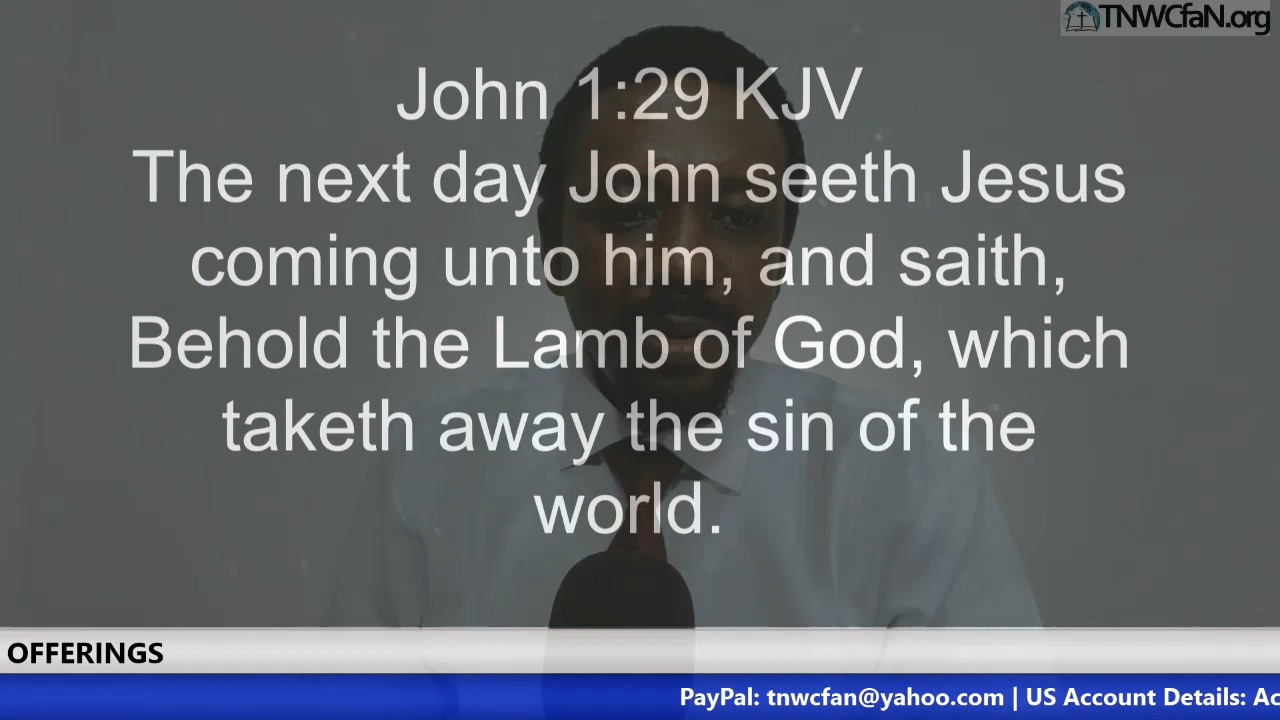 TNWCfaN.org
John 1:29 KJV
The next day John seeth Jesus
coming unto him, and saith,
Behold the Lamb of God, which
taketh away the sin of the
world.
OFFERINGS
PayPal: tnwcfan@yahoo.com | US Account Details: Ac